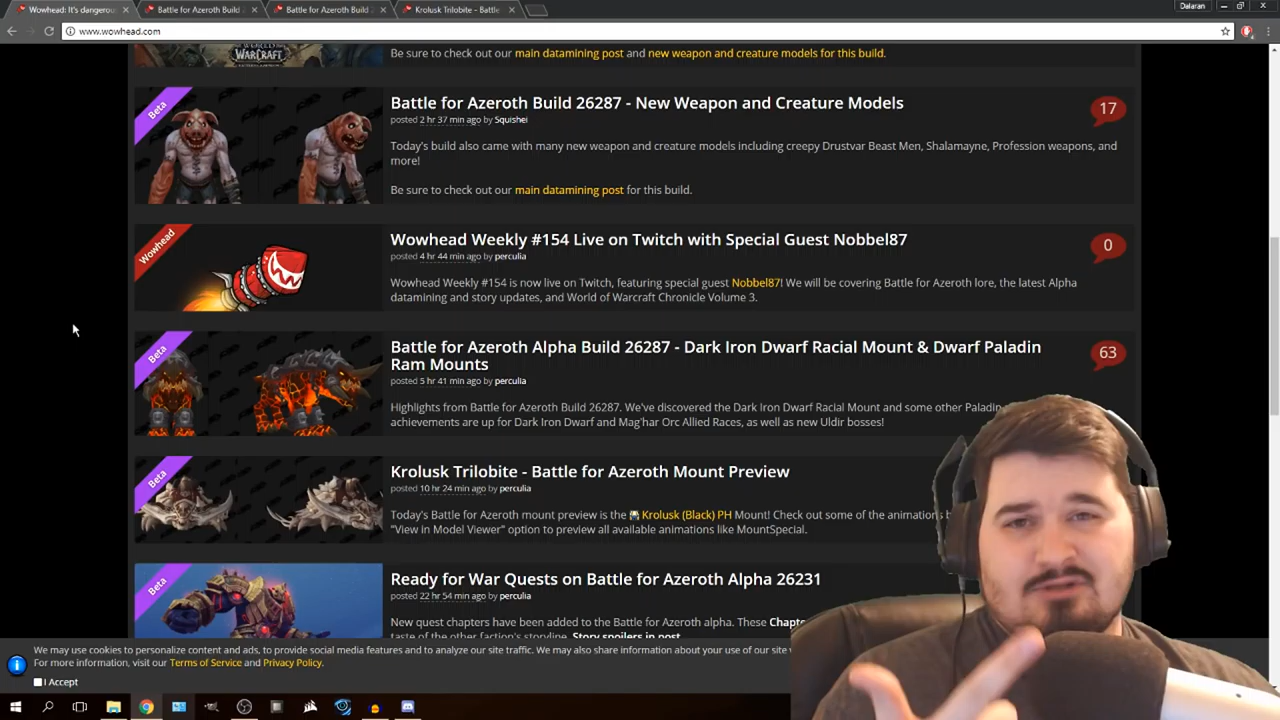 Wowhead: It's dangerou
Battle for Azeroth Build
Battle for Azeroth Build 2
Krolusk Trilobite - Battle
Dalaran
www.wowhead.com
WORLD
WARCRAFT
Be sure to check out our main datamining post and new weapon and creature models for this build.
Beta
Battle for Azeroth Build 26287 - New Weapon and Creature Models
17
posted 2 hr 37 min ago by Squishei
Today's build also came with many new weapon and creature models including creepy Drustvar Beast Men, Shalamayne, Profession weapons, and
more!
Be sure to check out our main datamining post for this build.
Wowhead
Wowhead Weekly #154 Live on Twitch with Special Guest Nobbel87
0
posted 4 hr 44 min ago by perculia
Wowhead Weekly #154 is now live on Twitch, featuring special guest Nobbel87! We will be covering Battle for Azeroth lore, the latest Alpha
datamining and story updates, and World of Warcraft Chronicle Volume 3.
Beta
Battle for Azeroth Alpha Build 26287 - Dark Iron Dwarf Racial Mount & Dwarf Paladin
Ram Mounts
63
posted 5 hr 41 min ago by perculia
Highlights from Battle for Azeroth Build 26287. We've discovered the Dark Iron Dwarf Racial Mount and some other Paladin
achievements are up for Dark Iron Dwarf and Mag'har Orc Allied Races, as well as new Uldir bosses!
Beta
Krolusk Trilobite - Battle for Azeroth Mount Preview
posted 10 hr 24 min ago by perculia
Today's Battle for Azeroth mount preview is the Krolusk (Black) PH Mount! Check out some of the animations
"View in Model Viewer" option to preview all available animations like MountSpecial.
Beta
Ready for War Quests on Battle for Azeroth Alpha 26231
posted 22 hr 54 min ago by perculia
New quest chapters have been added to the Battle for Azeroth alpha. These Chapte
taste of the other faction's storyline. Story spoilers in post.
We may use cookies to personalize content and ads, to provide social media features and to analyze our site traffic. We may also share information about your use of our site
For more information, visit our Terms of Service and Privacy Policy.
I Accept